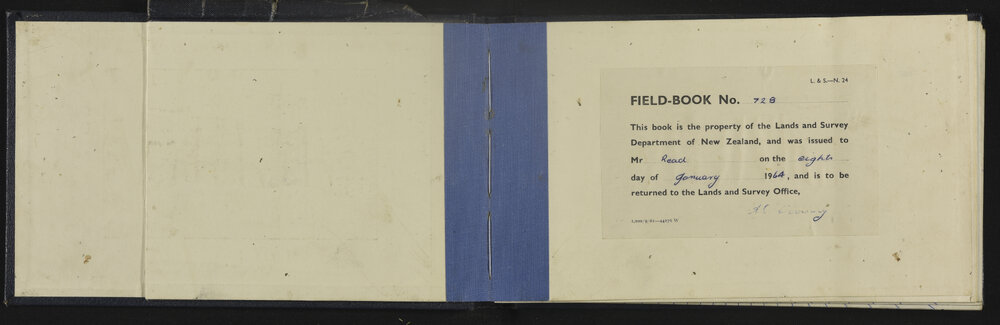 L. & S.—N. 24
FIELD-BOOK No. 728
This book is the property of the Lands and Survey
Department of New Zealand, and was issued to
Mr Read on the eighth
day of January 1964, and is to be
returned to the Lands and Survey Office,